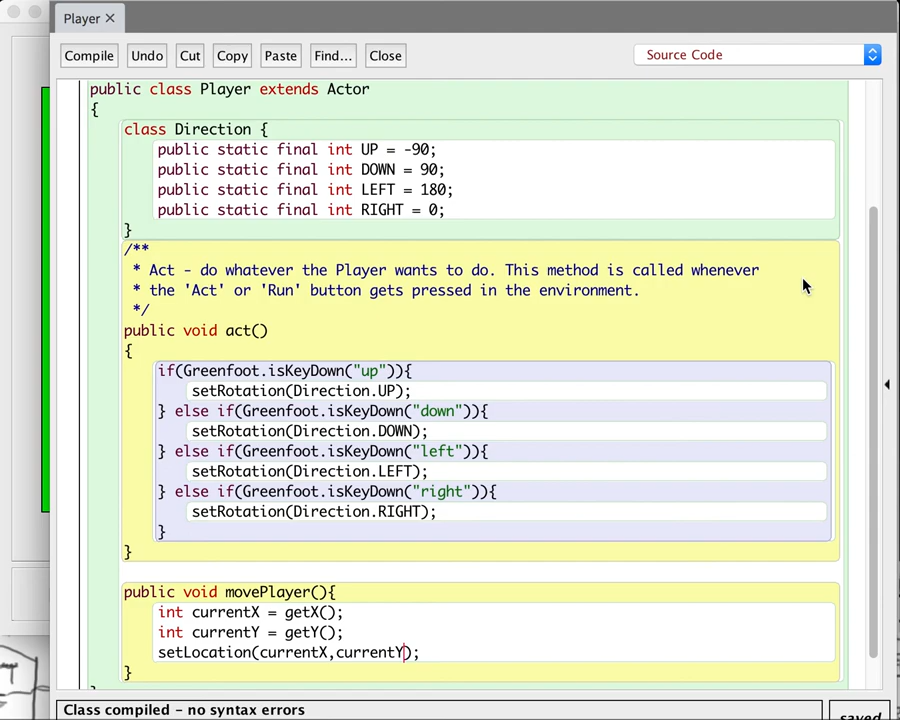 Player ×
Compile Undo Cut Copy Paste Find... Close Source Code
public class Player extends Actor
{
class Direction {
public static final int UP = -90;
public static final int DOWN = 90;
public static final int LEFT = 180;
public static final int RIGHT = 0;
}
/**
* Act - do whatever the Player wants to do. This method is called whenever
* the 'Act' or 'Run' button gets pressed in the environment.
*/
public void act()
{
if(Greenfoot.isKeyDown("up")){
setRotation(Direction.UP);
} else if(Greenfoot.isKeyDown("down")){
setRotation(Direction.DOWN);
} else if(Greenfoot.isKeyDown("left")){
setRotation(Direction.LEFT);
} else if(Greenfoot.isKeyDown("right")){
setRotation(Direction.RIGHT);
}
}
public void movePlayer(){
int currentX = getX();
int currentY = getY();
setLocation(currentX,currentY);
}
Class compiled - no syntax errors
saved